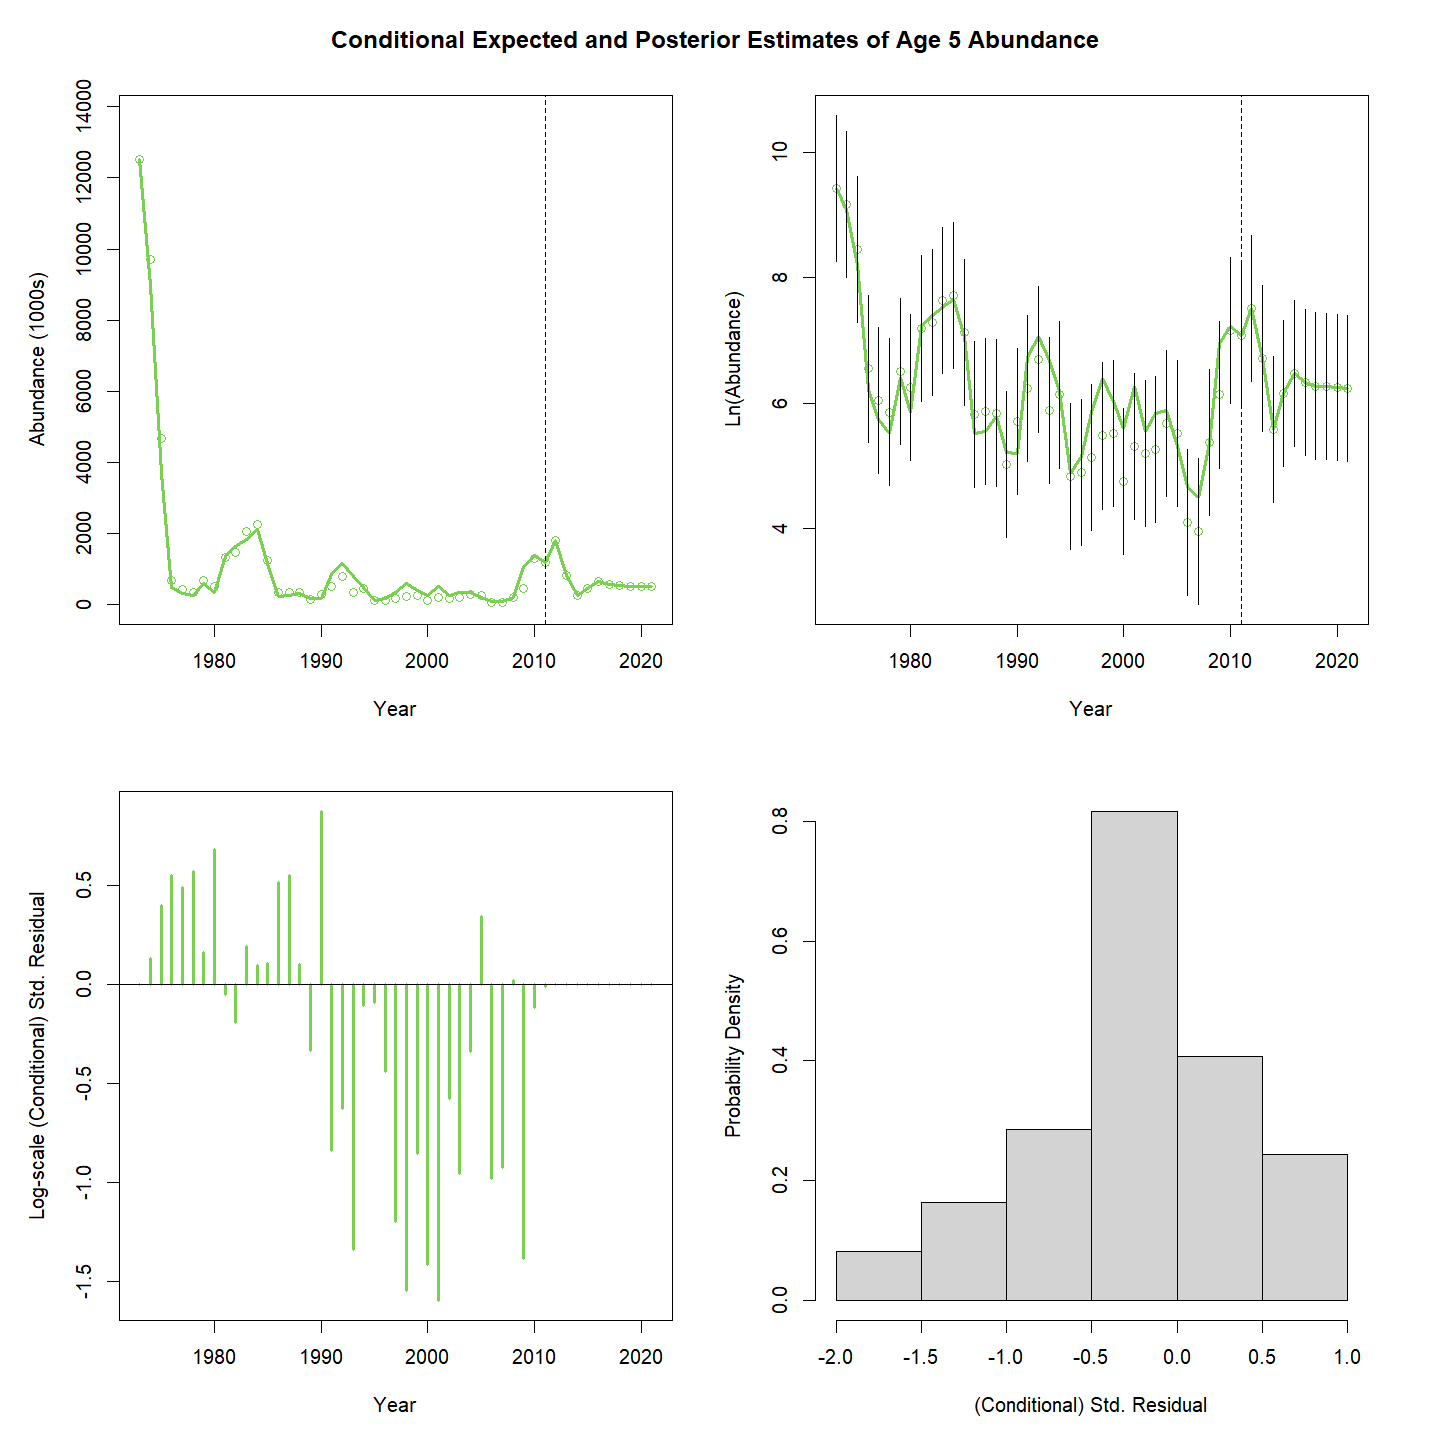 Conditional Expected and Posterior Estimates of Age 5 Abundance
Abundance (1000s)
14000
12000
10000
8000
6000
4000
2000
0
1980 1990 2000 2010 2020
Year
Ln(Abundance)
10
8
6
4
1980 1990 2000 2010 2020
Year
Log-scale (Conditional) Std. Residual
0.5
0.0
-0.5
-1.0
-1.5
1980 1990 2000 2010 2020
Year
Probability Density
0.8
0.6
0.4
0.2
0.0
-2.0 -1.5 -1.0 -0.5 0.0 0.5 1.0
(Conditional) Std. Residual